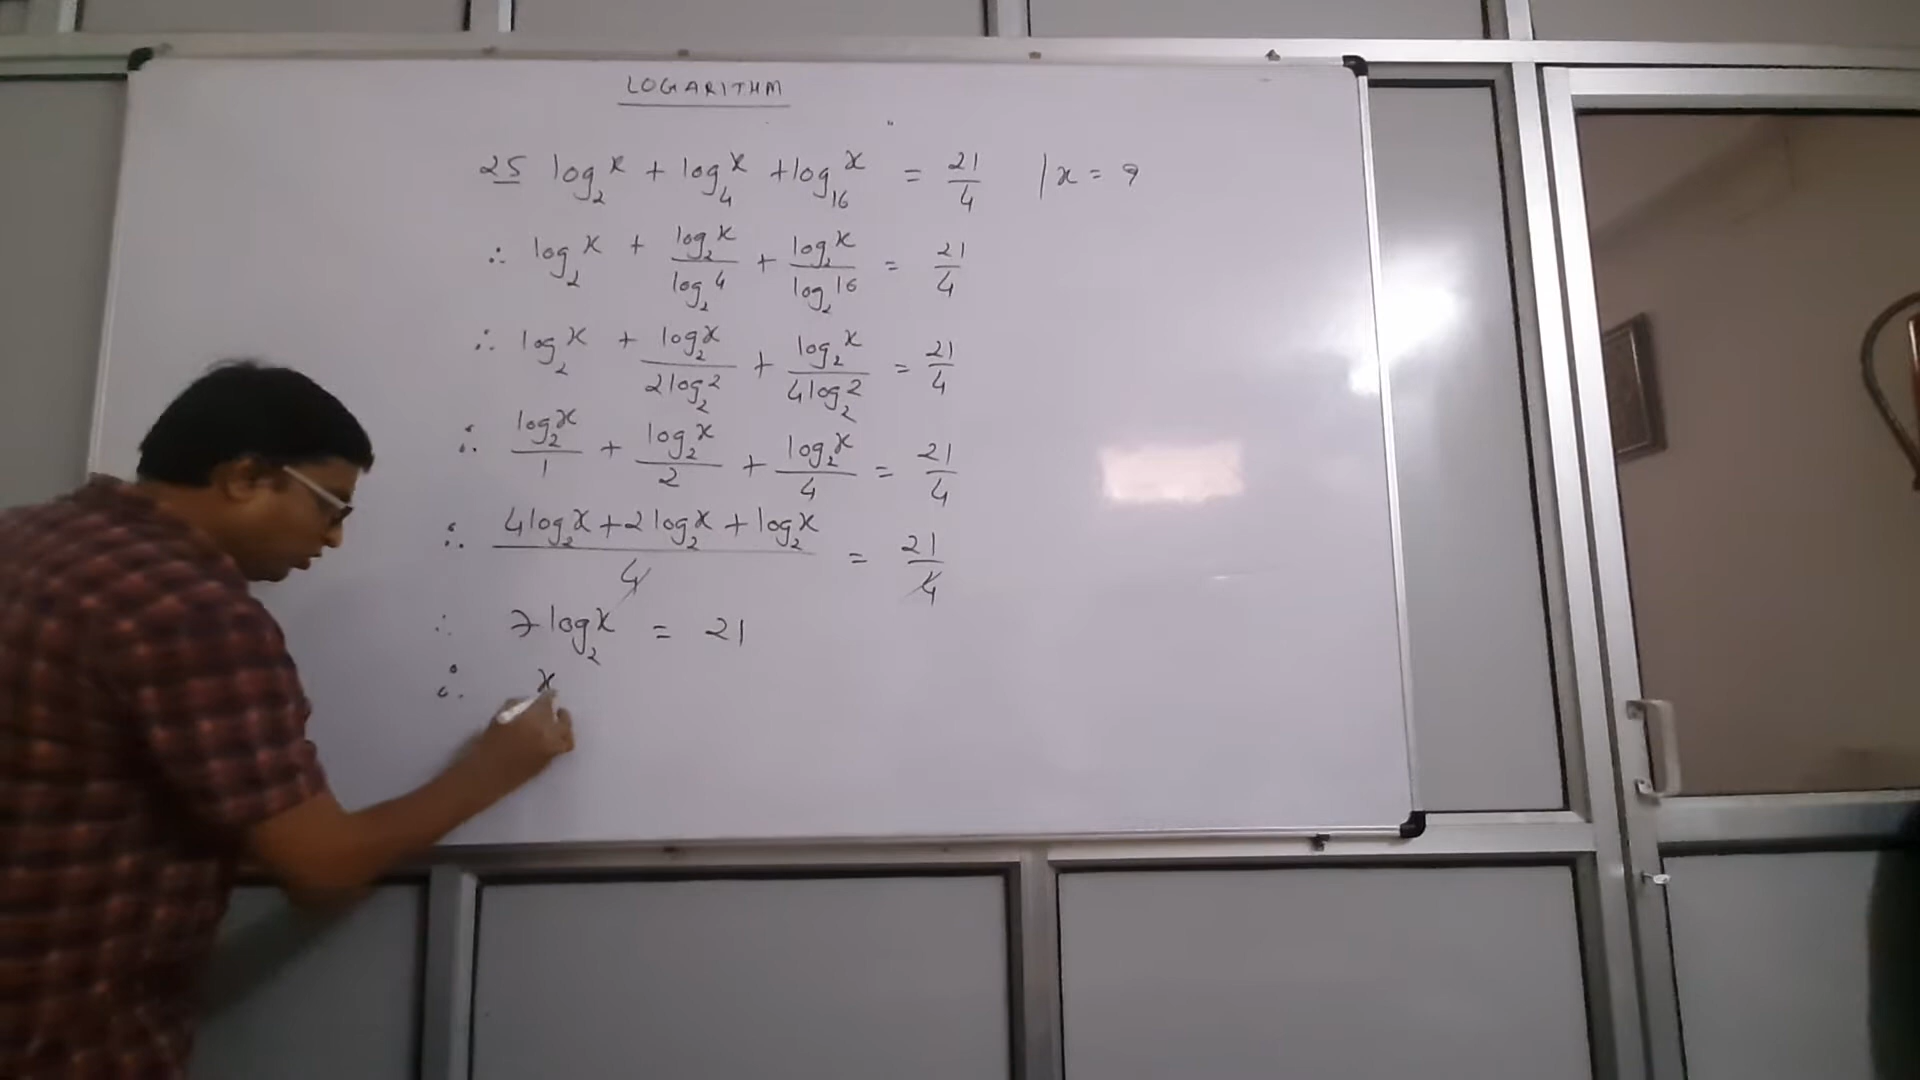 LOGARITHM
25 log₂x + log₄x + log₁₆x = 21/4 | x = ?
∴ log₂x + log₂x/log₂4 + log₂x/log₂16 = 21/4
∴ log₂x + log₂x/2log₂2 + log₂x/4log₂2 = 21/4
∴ log₂x/1 + log₂x/2 + log₂x/4 = 21/4
∴ 4log₂x + 2log₂x + log₂x/4 = 21/4
∴ 7log₂x = 21
∴ x